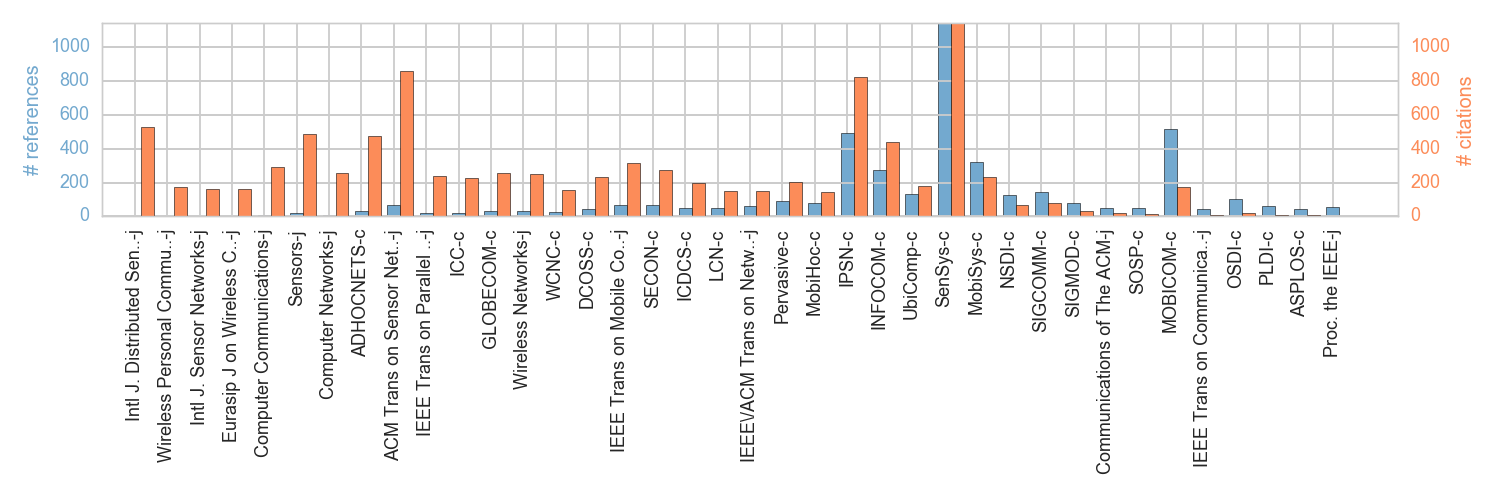 # references
1000
800
600
400
200
0
1000
800
600
400
200
0
# citations
Intl J. Distributed Sen..-j
Wireless Personal Commu..-j
Intl J. Sensor Networks-j
Eurasip J on Wireless C..-j
Computer Communications-j
Sensors-j
Computer Networks-j
ADHOCNETS-c
ACM Trans on Sensor Net..-j
IEEE Trans on Parallel ..-j
ICC-c
GLOBECOM-c
Wireless Networks-j
WCNC-c
DCOSS-c
IEEE Trans on Mobile Co..-j
SECON-c
ICDCS-c
LCN-c
IEEE\/ACM Trans on Netw..-j
Pervasive-c
MobiHoc-c
IPSN-c
INFOCOM-c
UbiComp-c
SenSys-c
MobiSys-c
NSDI-c
SIGCOMM-c
SIGMOD-c
Communications of The ACM-j
SOSP-c
MOBICOM-c
IEEE Trans on Communica..-j
OSDI-c
PLDI-c
ASPLOS-c
Proc. the IEEE-j